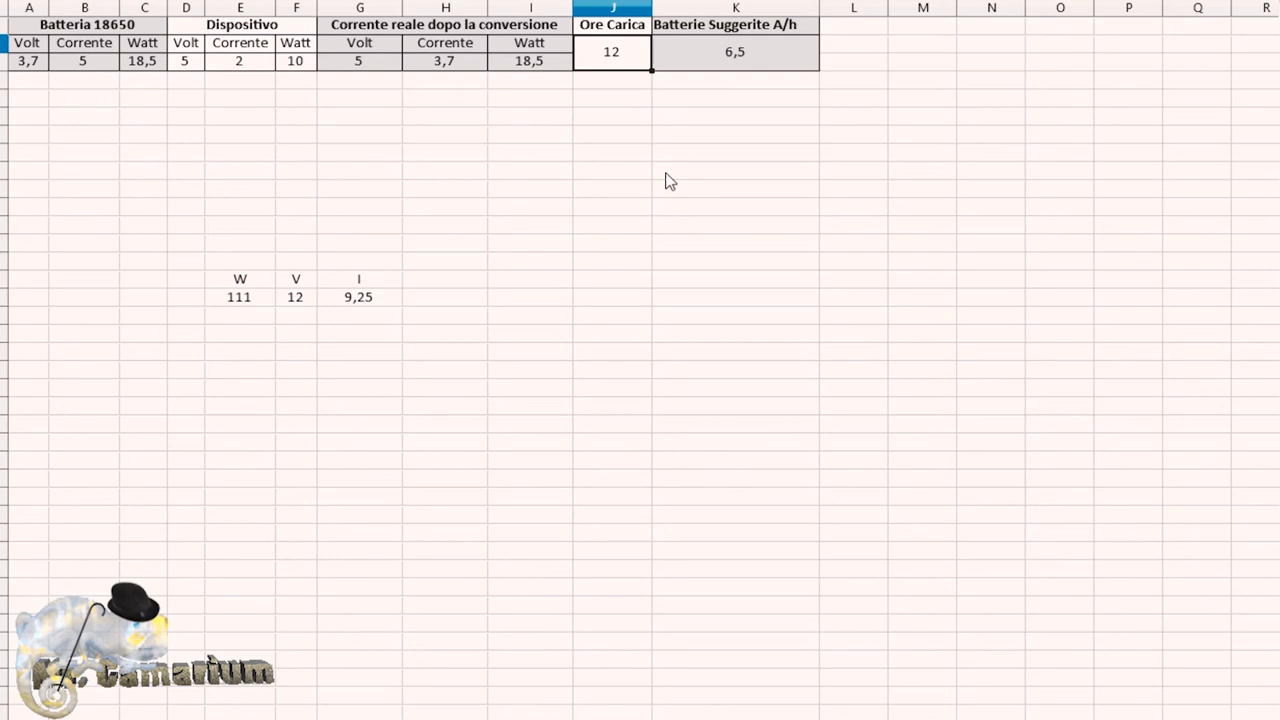 A B C D E F G H I J K L M N O P Q R
Batteria 18650 Dispositivo Corrente reale dopo la conversione Ore Carica Batterie Suggerite A/h
Volt Corrente Watt Volt Corrente Watt Volt Corrente Watt 12 6,5
3,7 5 18,5 5 2 10 5 3,7 18,5
W V I
111 12 9,25
Camarium